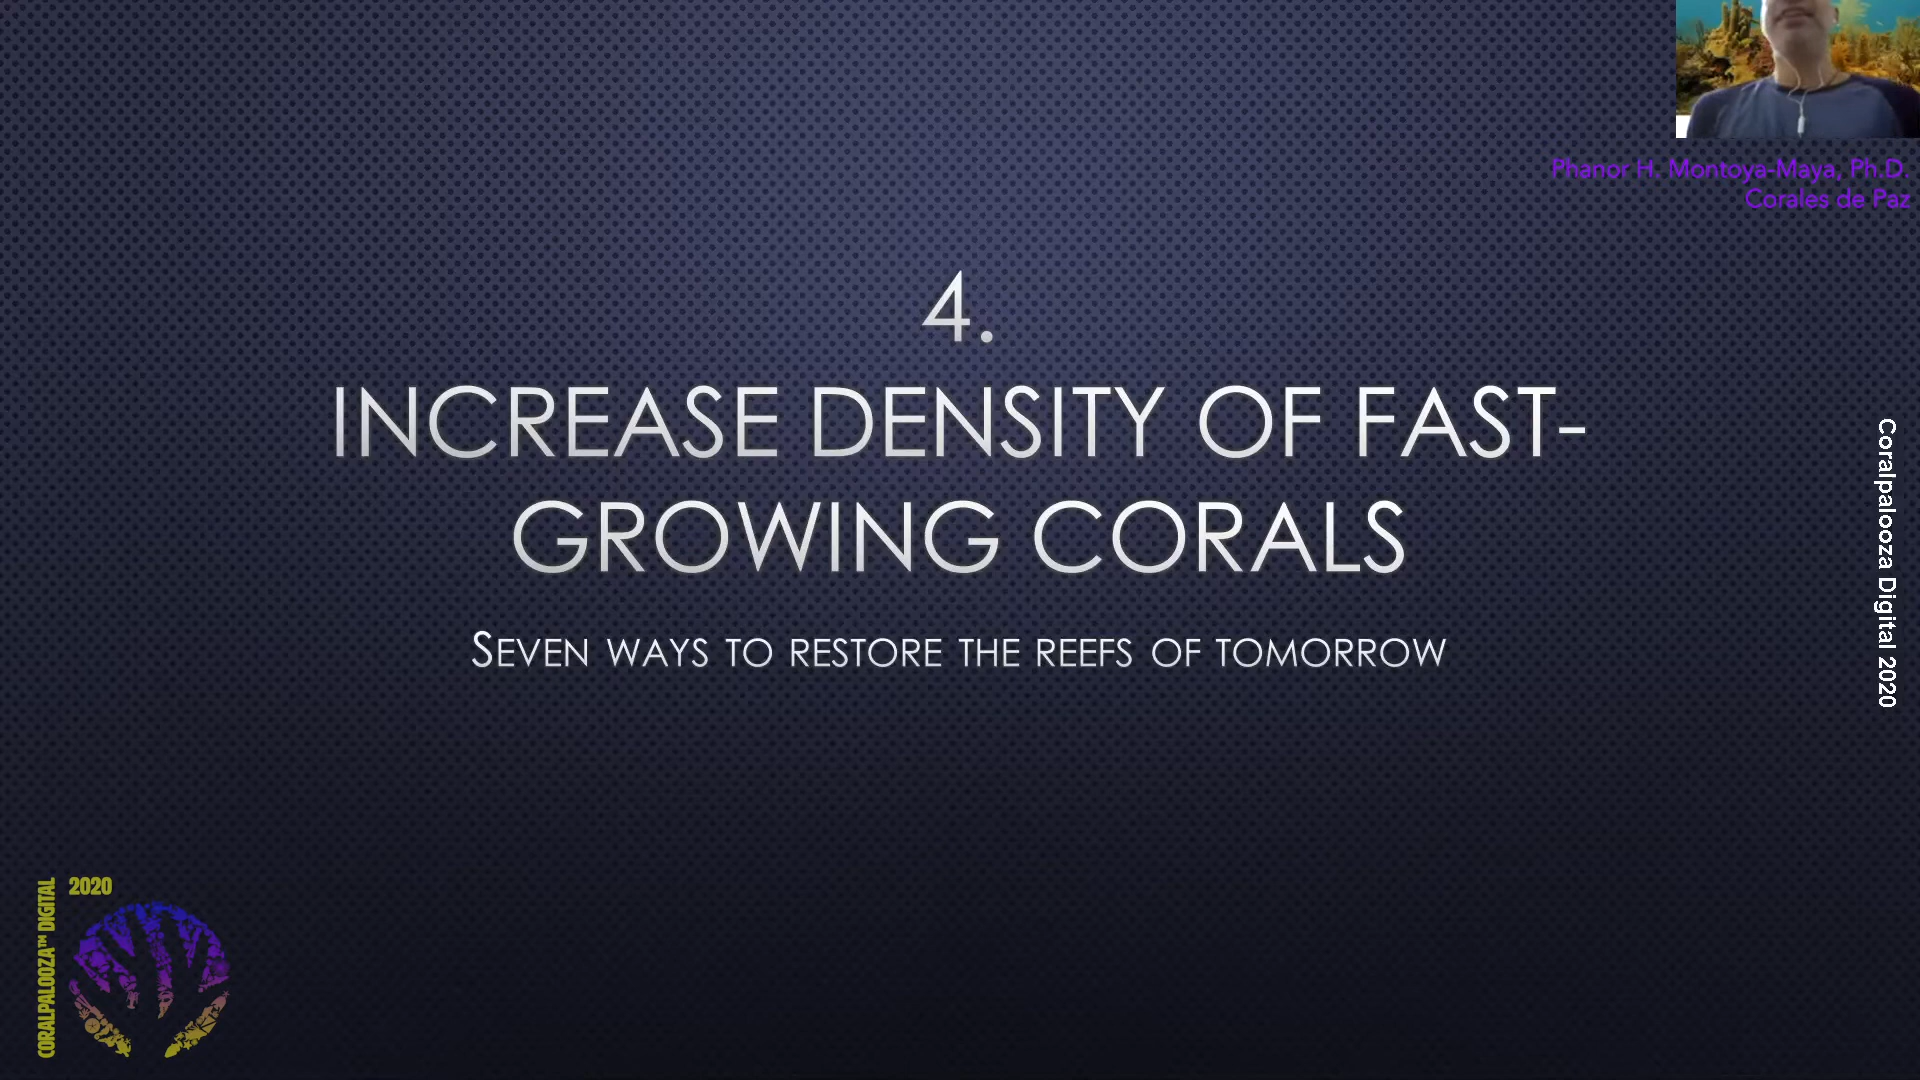 Phanor H. Montoya-Maya, Ph.D.
Corales de Paz
4.
INCREASE DENSITY OF FAST-
GROWING CORALS
SEVEN WAYS TO RESTORE THE REEFS OF TOMORROW
Coralpalooza Digital 2020
2020
CORALPALOOZA™ DIGITAL